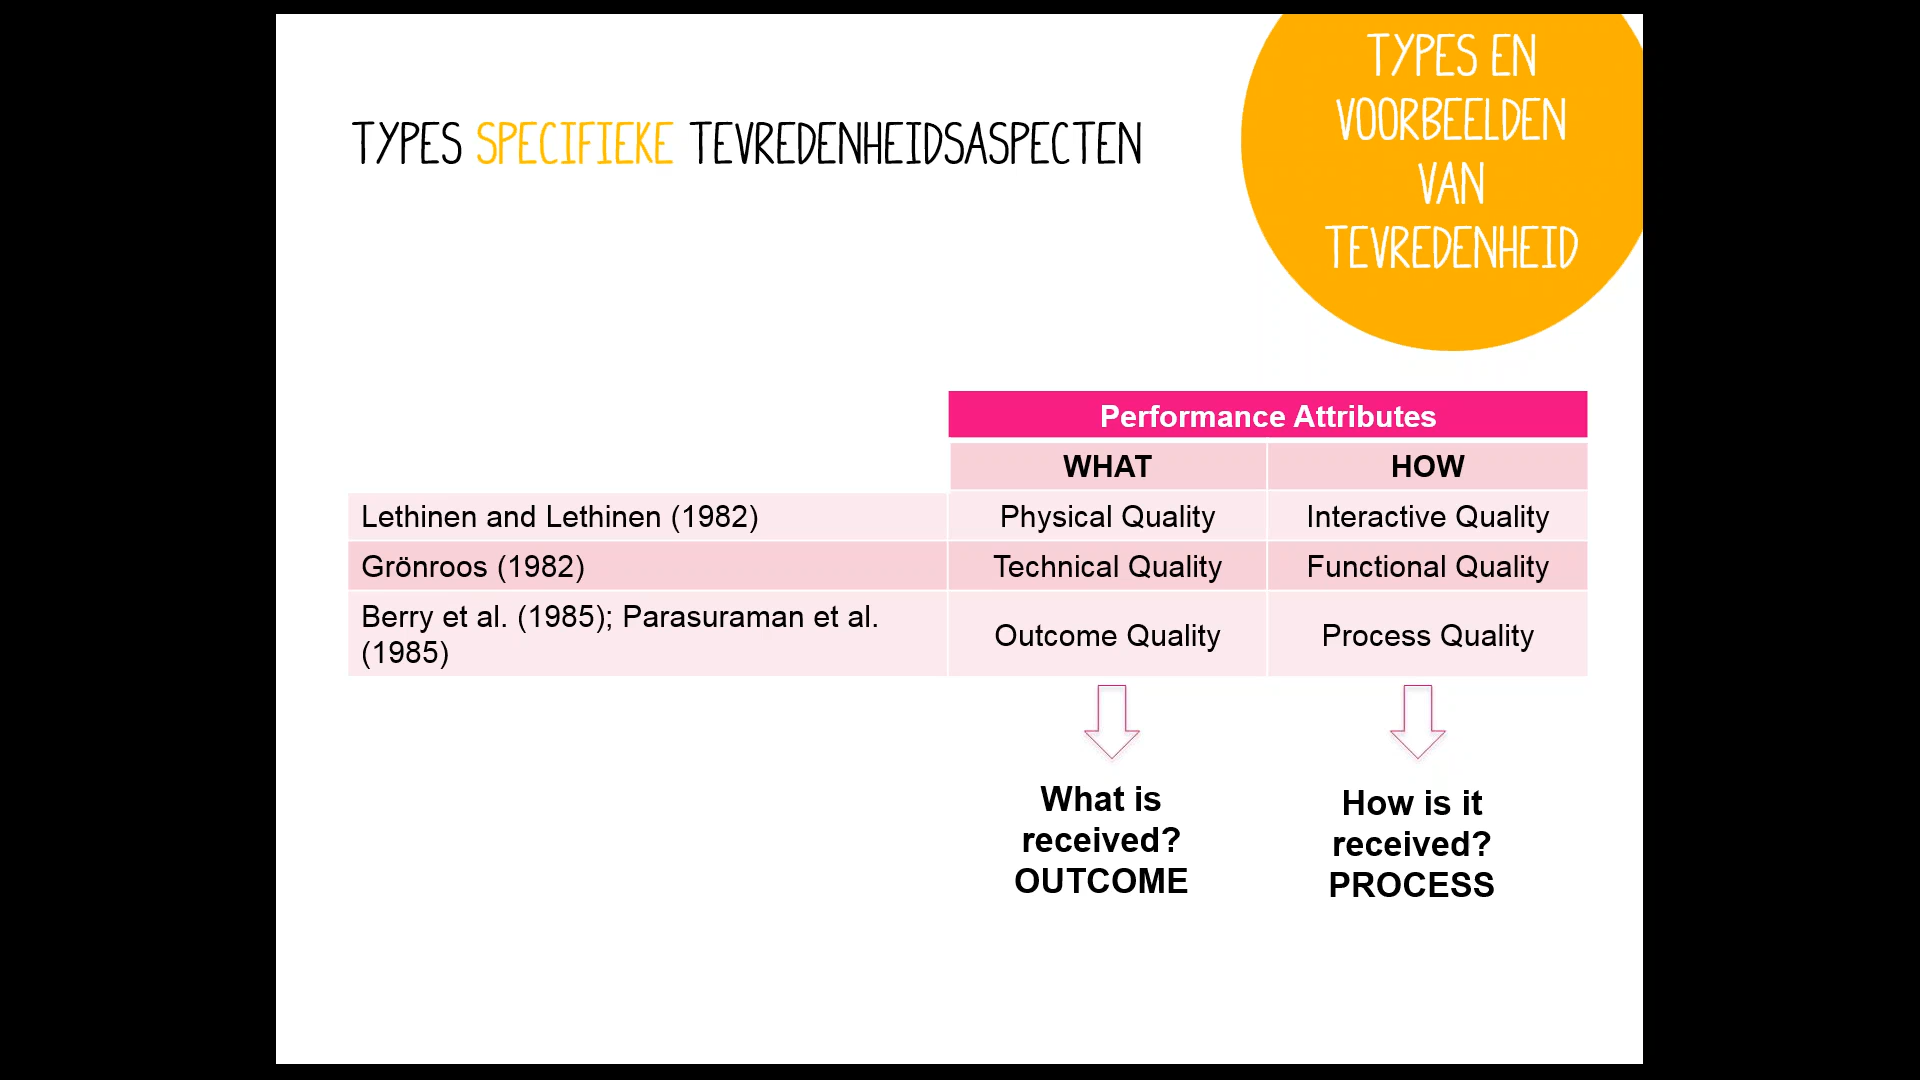 TYPES EN
VOORBEELDEN
VAN
TEVREDENHEID
TYPES SPECIFIEKE TEVREDENHEIDSASPECTEN
Performance Attributes
WHAT HOW
Lethinen and Lethinen (1982) Physical Quality Interactive Quality
Grönroos (1982) Technical Quality Functional Quality
Berry et al. (1985); Parasuraman et al.
(1985) Outcome Quality Process Quality
What is
received?
OUTCOME
How is it
received?
PROCESS